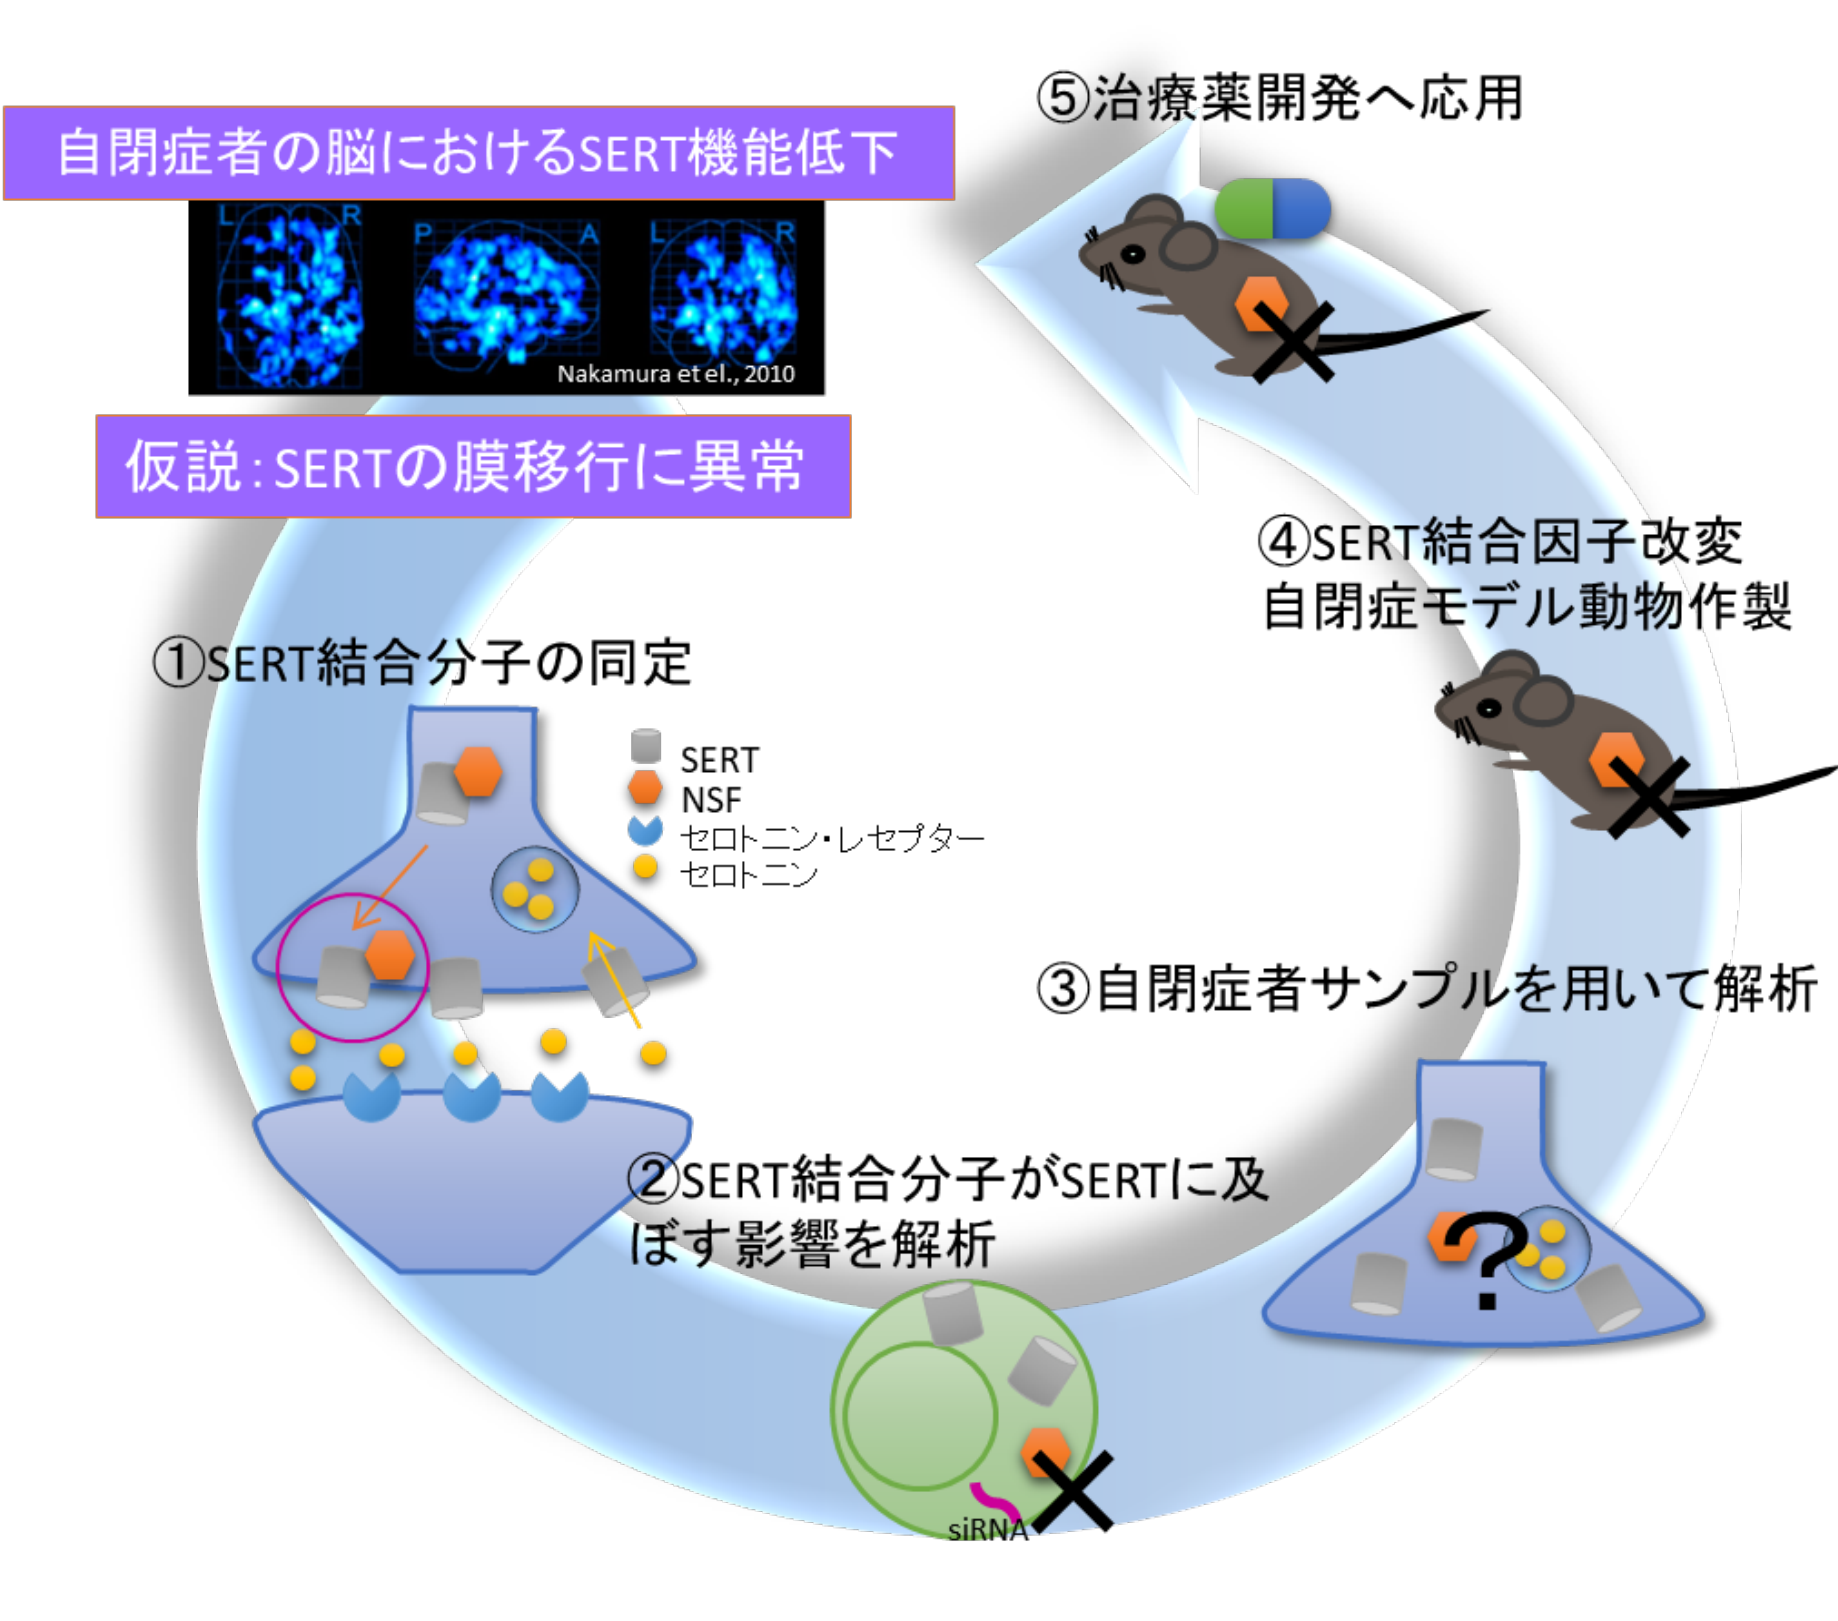 自閉症者の脳におけるSERT機能低下
L R P A L R
Nakamura et el., 2010
仮説:SERTの膜移行に異常
①SERT結合分子の同定
SERT
NSF
セロトニン・レセプター
セロトニン
②SERT結合分子がSERTに及
ぼす影響を解析
siRNA
③自閉症者サンプルを用いて解析
?
④SERT結合因子改変
自閉症モデル動物作製
⑤治療薬開発へ応用